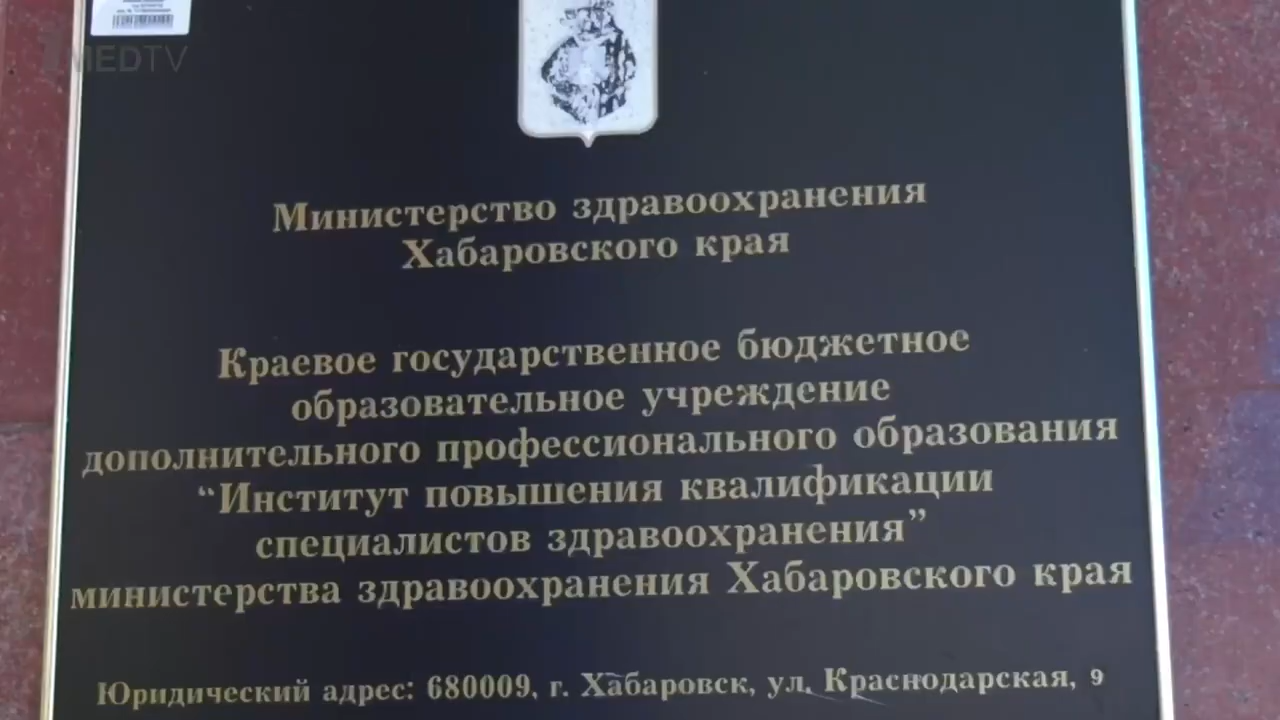 MEDTV
Министерство здравоохранения
Хабаровского края
Краевое государственное бюджетное
образовательное учреждение
дополнительного профессионального образования
“Институт повышения квалификации
специалистов здравоохранения”
министерства здравоохранения Хабаровского края
Юридический адрес: 680009, г. Хабаровск, ул. Краснодарская, 9